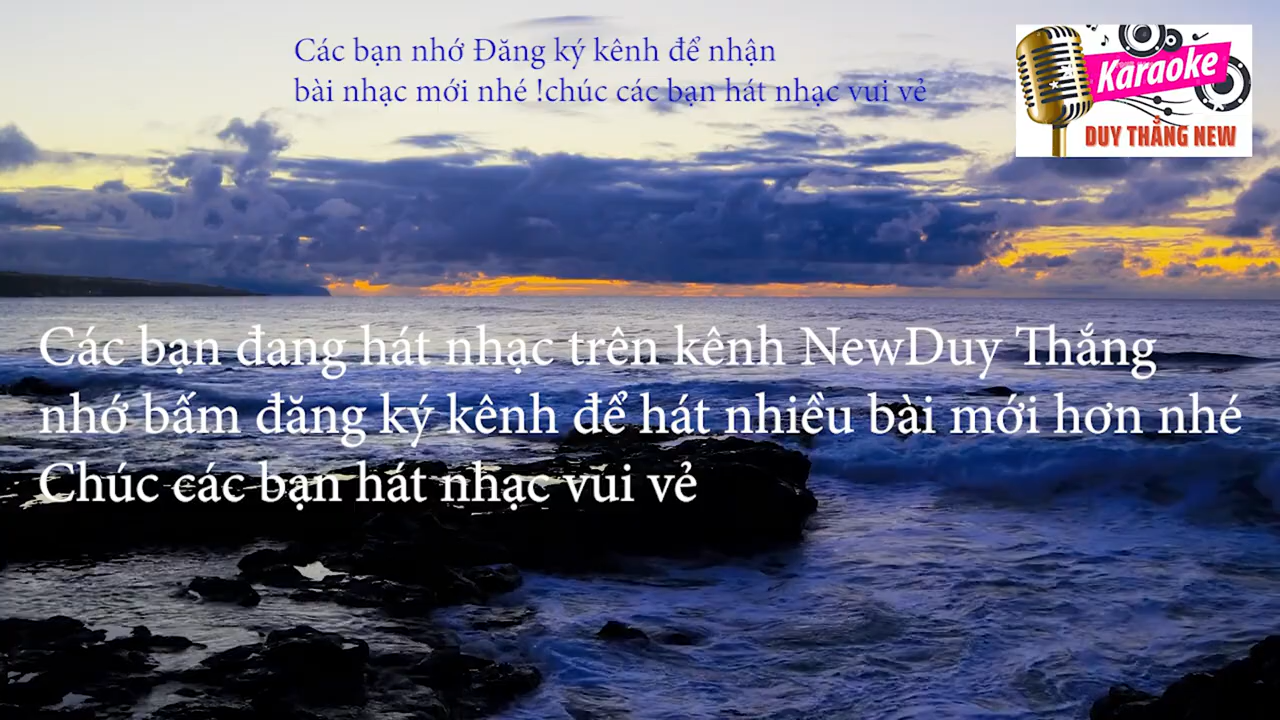 Các bạn nhớ Đăng ký kênh để nhận
bài nhạc mới nhé !chúc các bạn hát nhạc vui vẻ
Karaoke
DUY THẮNG NEW
Các bạn đang hát nhạc trên kênh NewDuy Thắng
nhớ bấm đăng ký kênh để hát nhiều bài mới hơn nhé
Chúc các bạn hát nhạc vui vẻ